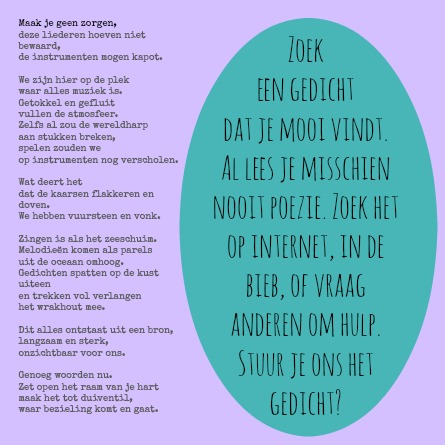 Maak je geen zorgen,
deze liederen hoeven niet
bewaard,
de instrumenten mogen kapot.
We zijn hier op de plek
waar alles muziek is.
Getokkel en gefluit
vullen de atmosfeer.
Zelfs al zou de wereldharp
aan stukken breken,
spelen zouden we
op instrumenten nog verscholen.
Wat deert het
dat de kaarsen flakkeren en
doven.
We hebben vuursteen en vonk.
Zingen is als het zeeschuim.
Melodieën komen als parels
uit de oceaan omhoog.
Gedichten spatten op de kust
uiteen
en trekken vol verlangen
het wrakhout mee.
Dit alles ontstaat uit een bron,
langzaam en sterk,
onzichtbaar voor ons.
Genoeg woorden nu.
Zet open het raam van je hart
maak het tot duiventil,
waar bezieling komt en gaat.
Zoek
een gedicht
dat je mooi vindt.
Al lees je misschien
nooit poëzie. Zoek het
op internet, in de
bieb, of vraag
anderen om hulp.
Stuur je ons het
gedicht?